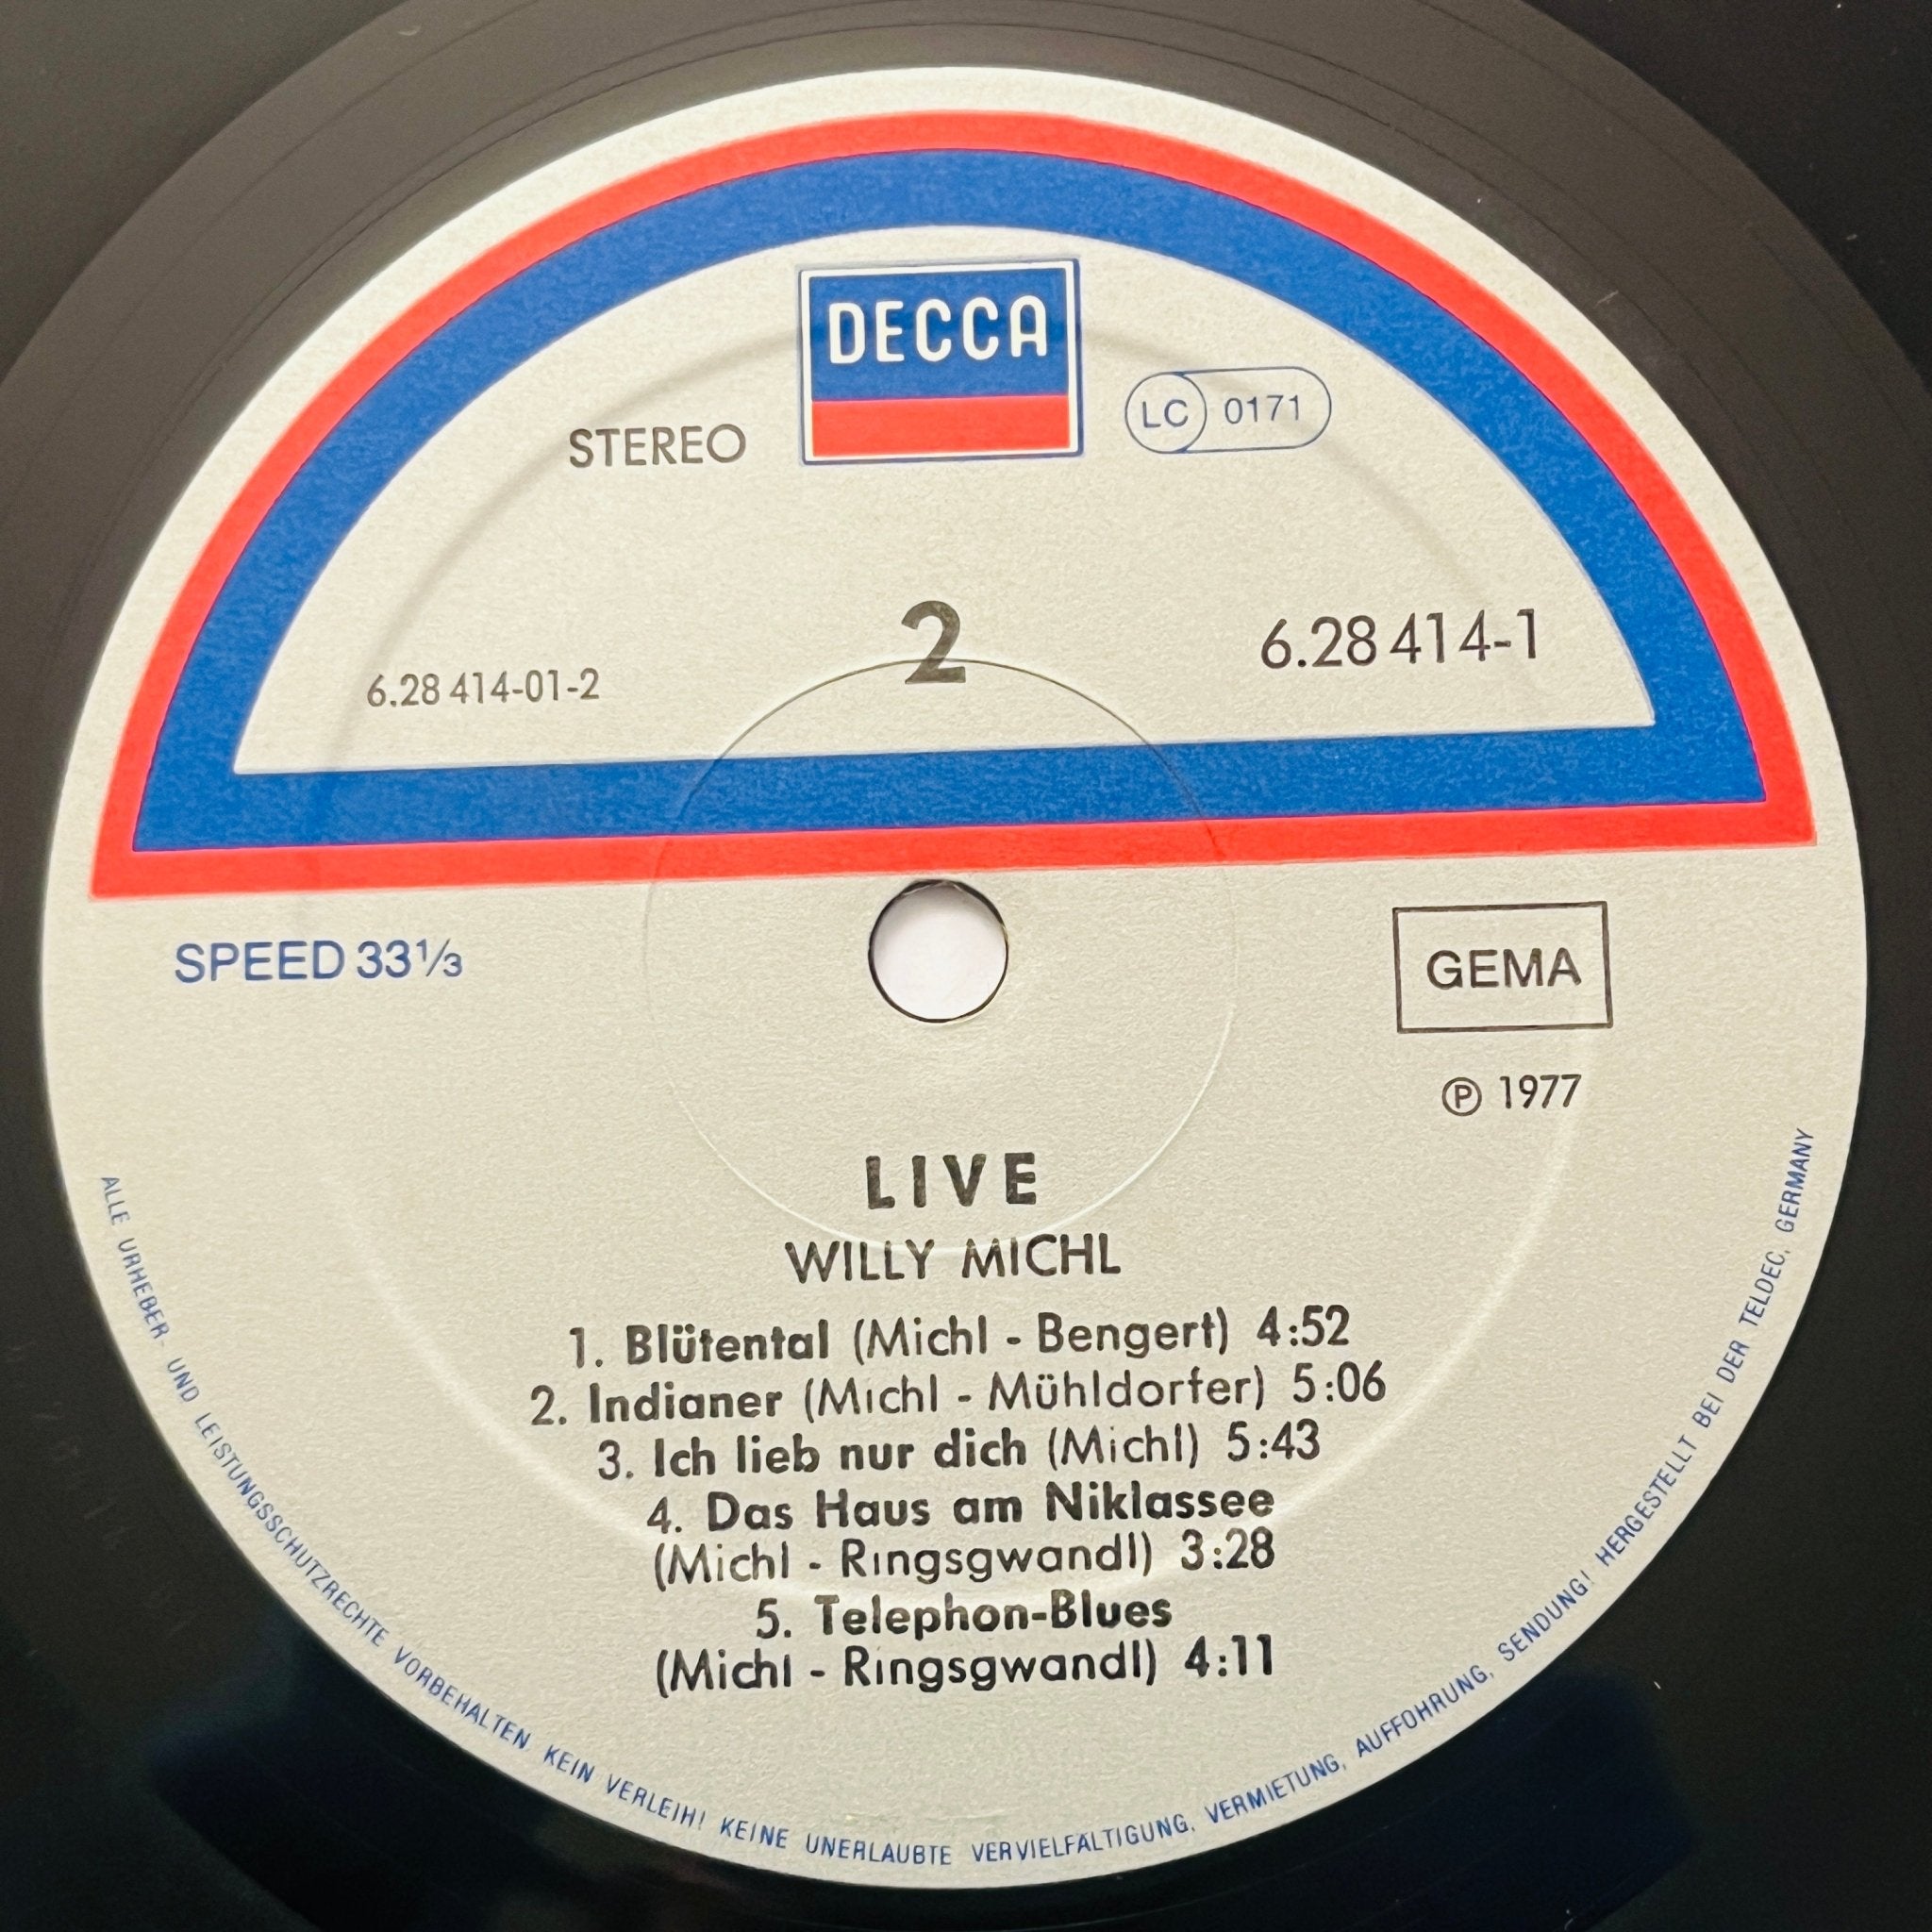 DECCA
STEREO
LC 0171
2
6.28 414-1
6.28 414-01-2
SPEED 33⅓
GEMA
℗ 1977
LIVE
WILLY MICHL
1. Blütental (Michl - Bengert) 4:52
2. Indianer (Michl - Mühldorfer) 5:06
3. Ich lieb nur dich (Michl) 5:43
4. Das Haus am Niklassee
(Michl - Ringsgwandl) 3:28
5. Telephon-Blues
(Michl - Ringsgwandl) 4:11
ALLE URHEBER- UND LEISTUNGSSCHUTZRECHTE VORBEHALTEN. KEIN VERLEIH! KEINE UNERLAUBTE VERVIELFÄLTIGUNG, VERMIETUNG, AUFFÖHRUNG, SENDUNG! HERGESTELLT BEI DER TELDEC, GERMANY